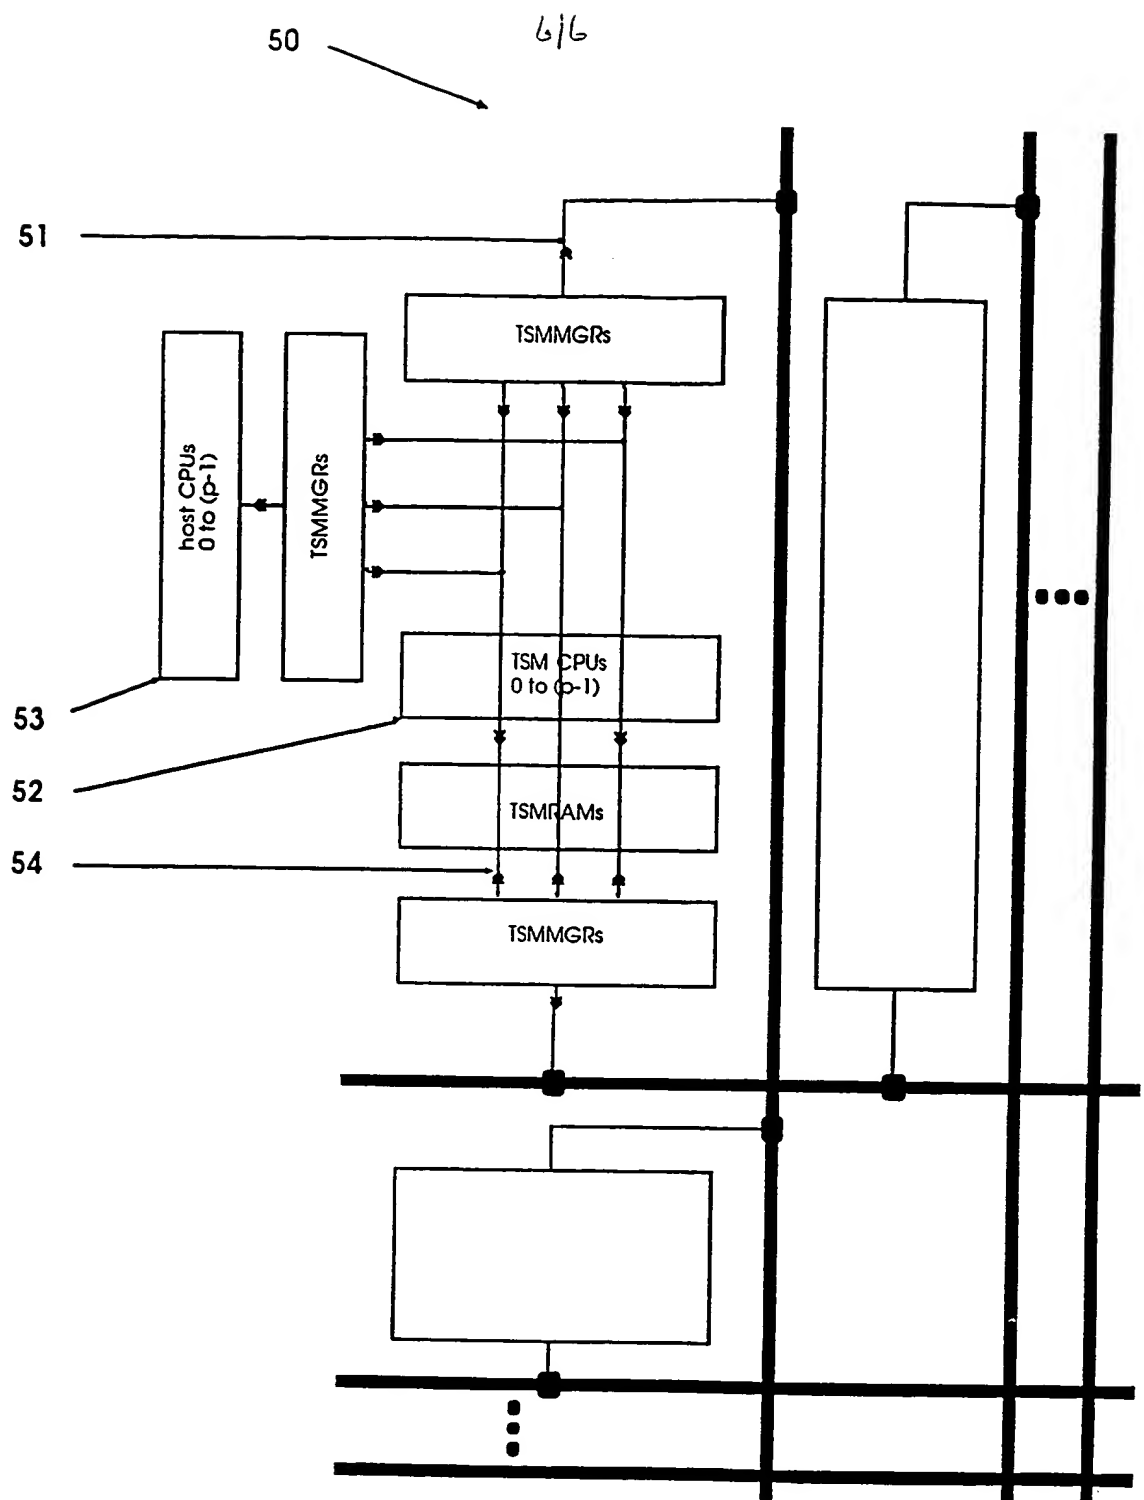 50
6/6
51
TSMMGRs
host CPUs
0 to (p-1)
TSMMGRs
TSM CPUs
0 to (p-1)
53
52
TSMRAMs
54
TSMMGRs